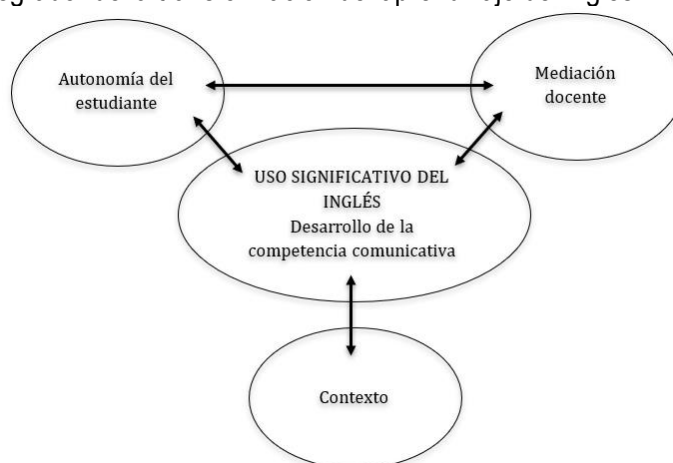 Autonomía del
estudiante
Mediación
docente
USO SIGNIFICATIVO DEL
INGLÉS
Desarrollo de la
competencia comunicativa
Contexto